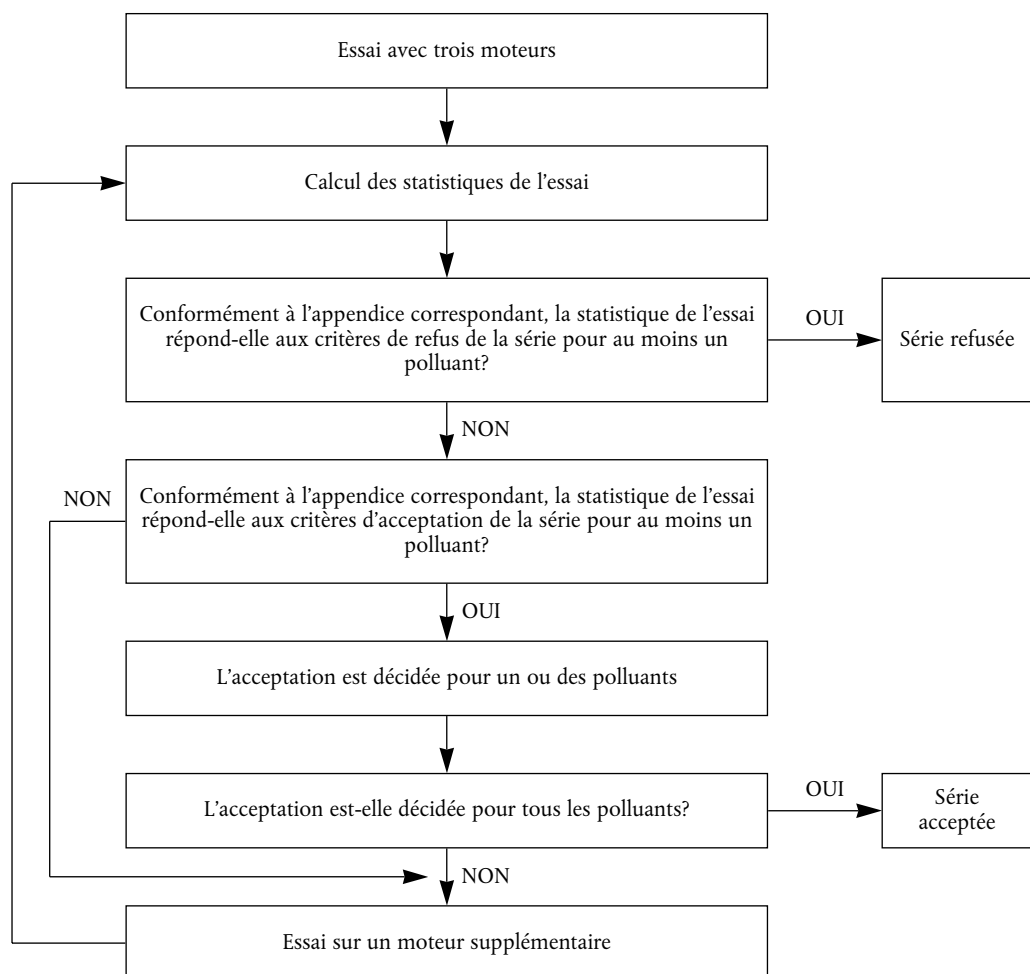 Essai avec trois moteurs
Calcul des statistiques de l’essai
Conformément à l’appendice correspondant, la statistique de l’essai
répond-elle aux critères de refus de la série pour au moins un
polluant?
OUI
Série refusée
NON
NON
Conformément à l’appendice correspondant, la statistique de l’essai
répond-elle aux critères d’acceptation de la série pour au moins un
polluant?
OUI
L’acceptation est décidée pour un ou des polluants
L’acceptation est-elle décidée pour tous les polluants?
OUI
Série
acceptée
NON
Essai sur un moteur supplémentaire